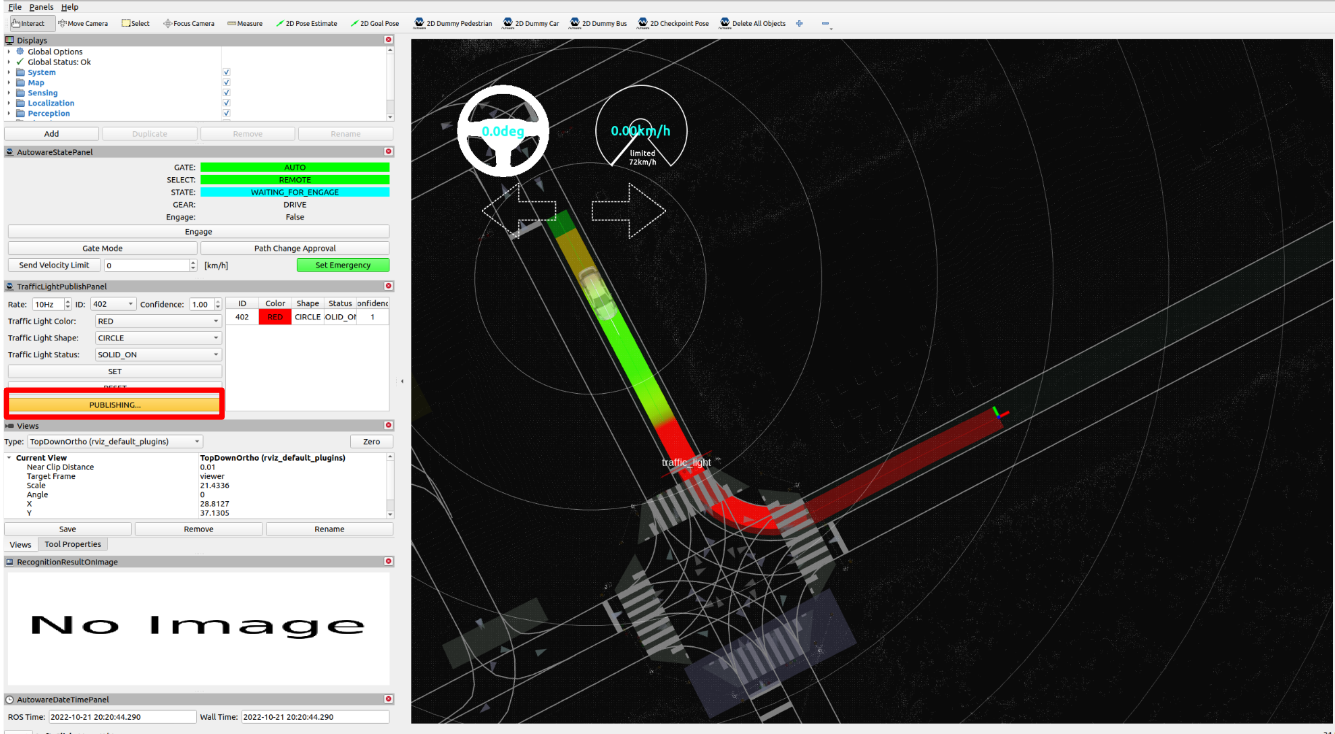 File Panels Help
Interact Move Camera Select Focus Camera Measure 2D Pose Estimate 2D Goal Pose 2D Dummy Pedestrian 2D Dummy Car 2D Dummy Bus 2D Checkpoint Pose Delete All Objects
Displays
Global Options
Global Status: Ok
System
Map
Sensing
Localization
Perception
Add Duplicate Remove Rename
AutowareStatePanel
GATE: AUTO
SELECT: REMOTE
STATE: WAITING_FOR_ENGAGE
GEAR: DRIVE
Engage: False
Engage
Gate Mode Path Change Approval
Send Velocity Limit 0 [km/h] Set Emergency
TrafficLightPublishPanel
Rate: 10Hz ID: 402 Confidence: 1.00
Traffic Light Color: RED
Traffic Light Shape: CIRCLE
Traffic Light Status: SOLID_ON
SET
RESET
PUBLISHING...
ID Color Shape Status onfidenc
402 RED CIRCLE OLID_O 1
Views
Type: TopDownOrtho (rviz_default_plugins) Zero
Current View TopDownOrtho (rviz_default_plugins)
Near Clip Distance 0.01
Target Frame viewer
Scale 21.4336
Angle 0
X 28.8127
Y 37.1305
Save Remove Rename
Views Tool Properties
RecognitionResultOnImage
No Image
AutowareDateTimePanel
ROS Time: 2022-10-21 20:20:44.290 Wall Time: 2022-10-21 20:20:44.290
0.0deg
0.00km/h
limited
72km/h
traffic_light